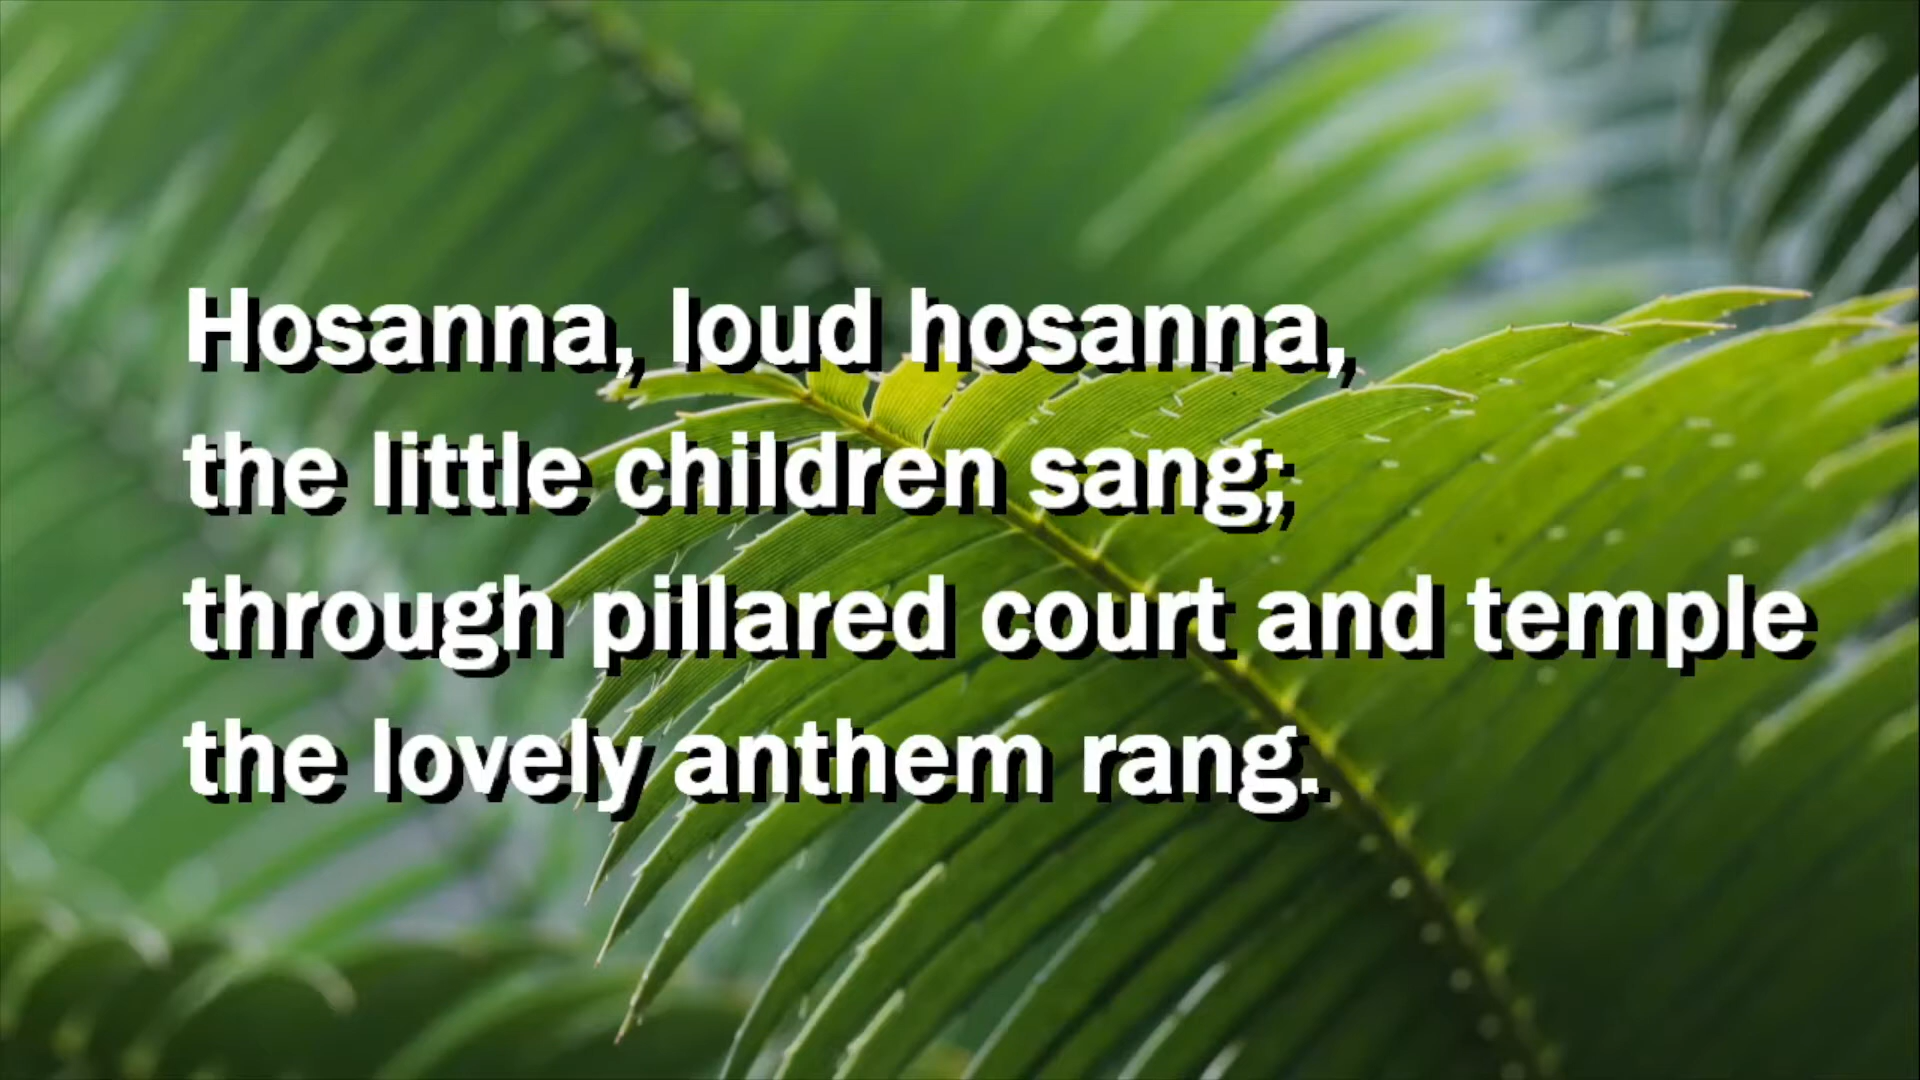 Hosanna, loud hosanna,
the little children sang;
through pillared court and temple
the lovely anthem rang.